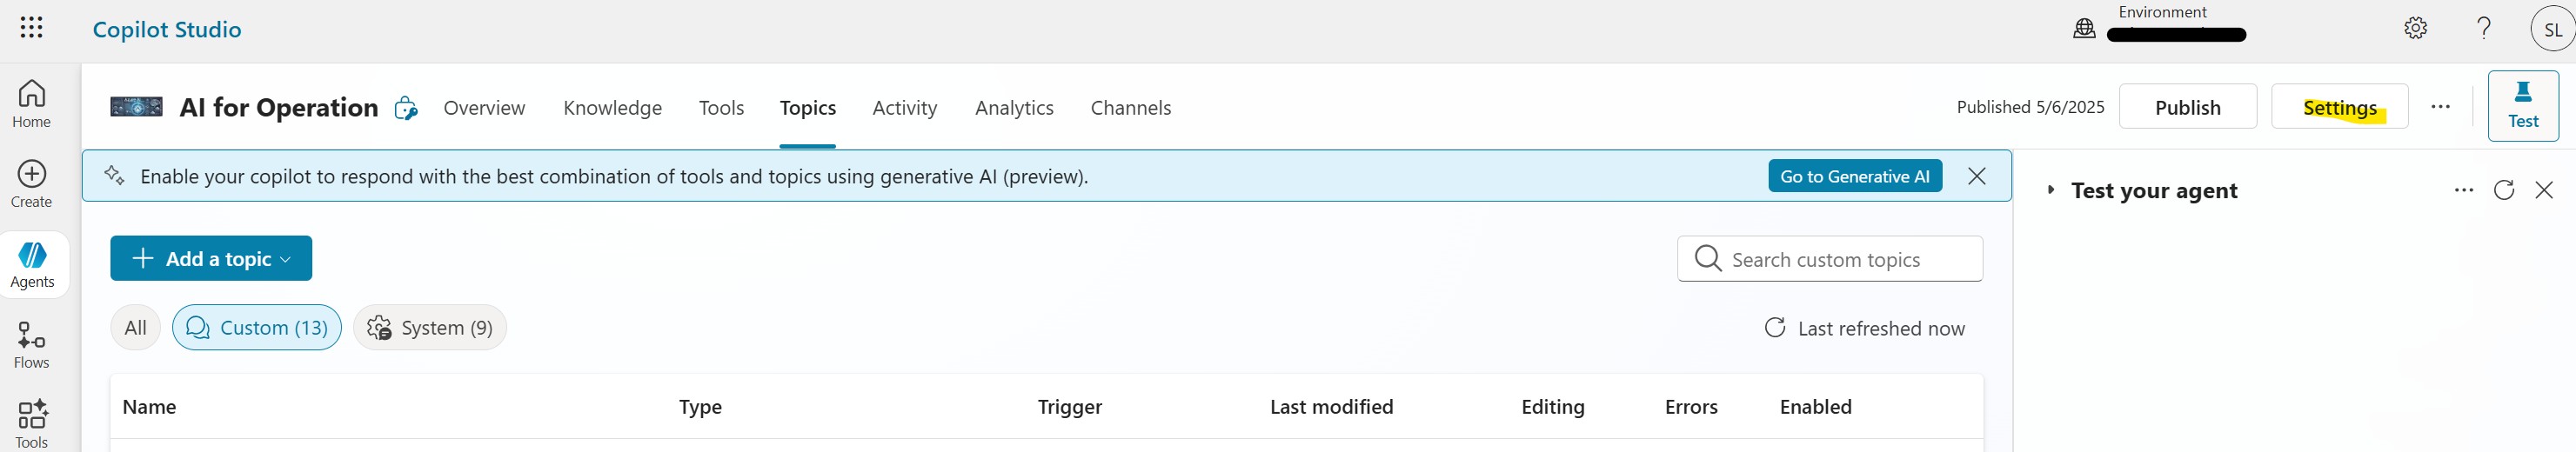 Copilot Studio
Environment
SL
Home
Create
Agents
Flows
Tools
AI for Operation
Overview
Knowledge
Tools
Topics
Activity
Analytics
Channels
Published 5/6/2025
Publish
Settings
Test
Enable your copilot to respond with the best combination of tools and topics using generative AI (preview).
Go to Generative AI
Test your agent
Add a topic
Search custom topics
All
Custom (13)
System (9)
Last refreshed now
Name
Type
Trigger
Last modified
Editing
Errors
Enabled